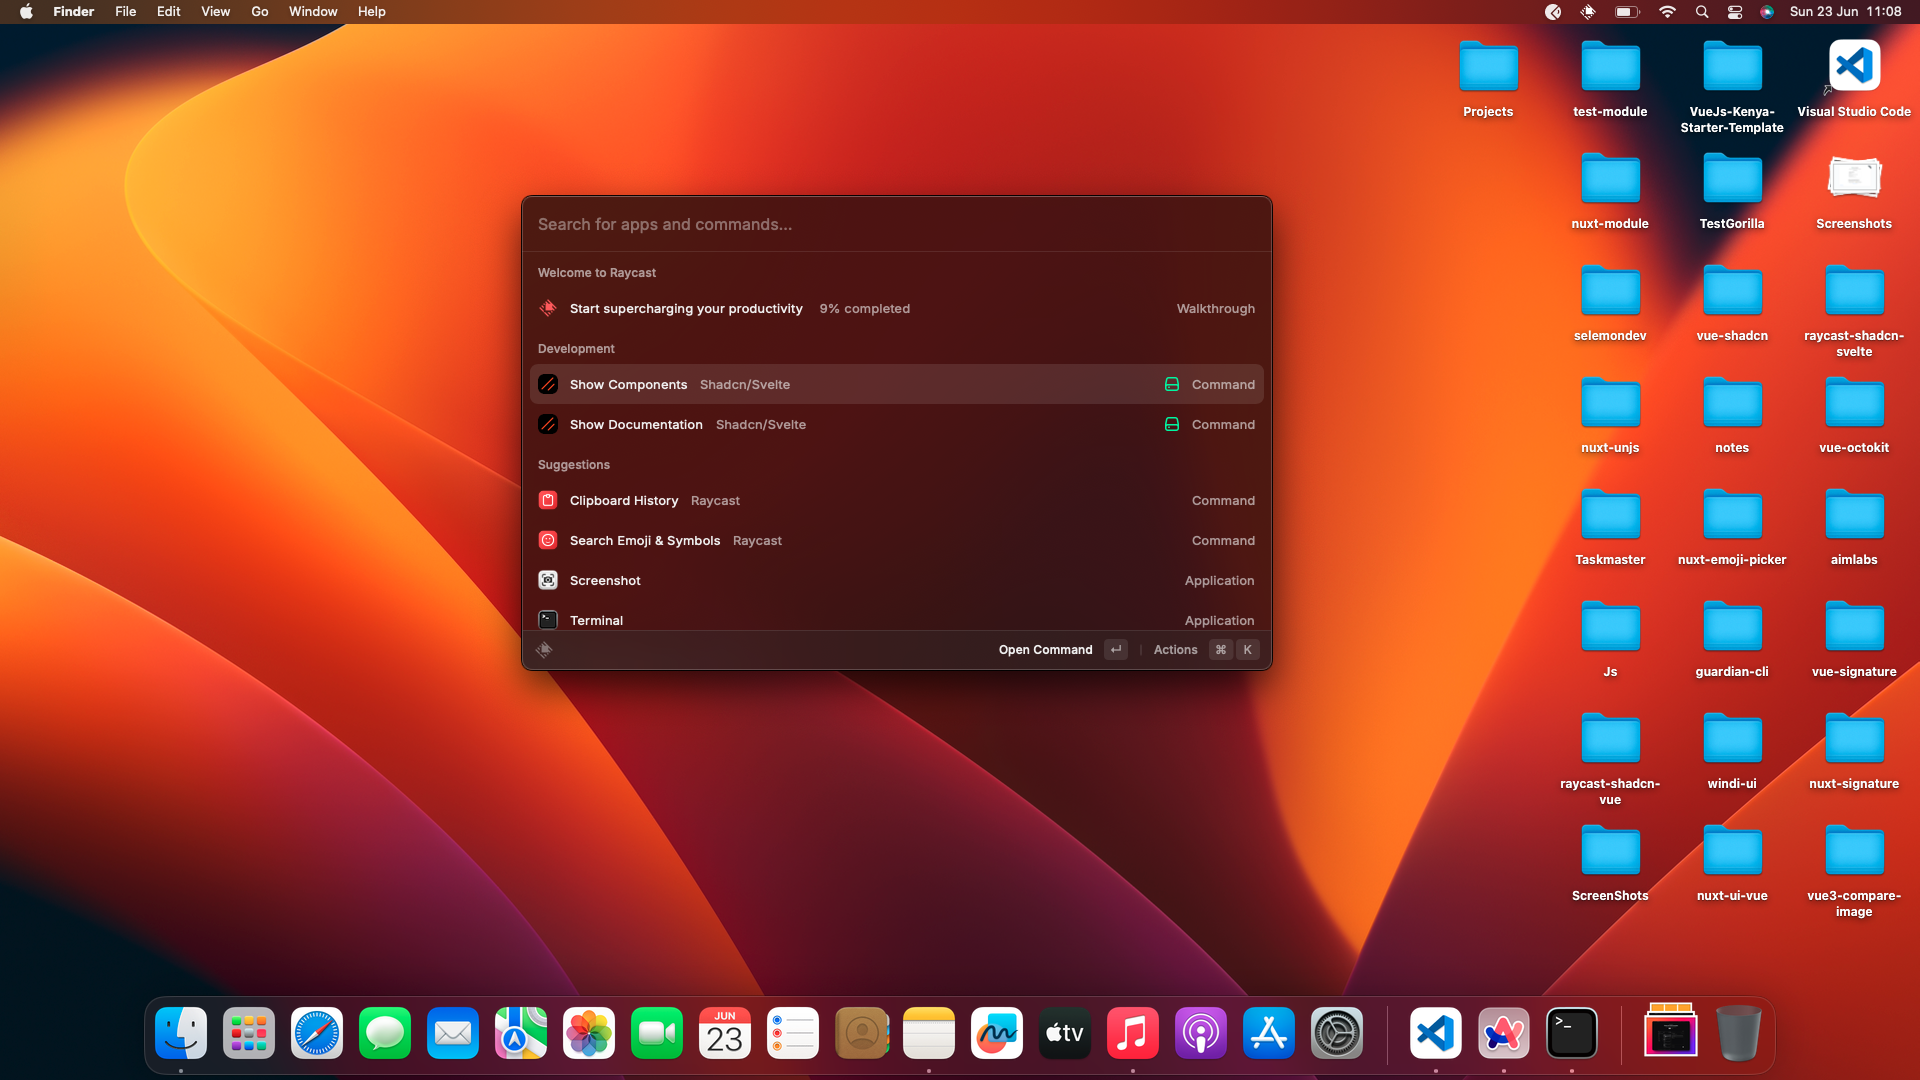 Finder File Edit View Go Window Help
Sun 23 Jun 11:08
Search for apps and commands...
Welcome to Raycast
Start supercharging your productivity 9% completed Walkthrough
Development
Show Components Shadcn/Svelte Command
Show Documentation Shadcn/Svelte Command
Suggestions
Clipboard History Raycast Command
Search Emoji & Symbols Raycast Command
Screenshot Application
Terminal Application
Open Command ↵ Actions ⌘ K
Projects
test-module
VueJs-Kenya-
Starter-Template
Visual Studio Code
nuxt-module
TestGorilla
Screenshots
selemondev
vue-shadcn
raycast-shadcn-
svelte
nuxt-unjs
notes
vue-octokit
Taskmaster
nuxt-emoji-picker
aimlabs
Js
guardian-cli
vue-signature
raycast-shadcn-
vue
windi-ui
nuxt-signature
ScreenShots
nuxt-ui-vue
vue3-compare-
image
JUN
23
tv
>_